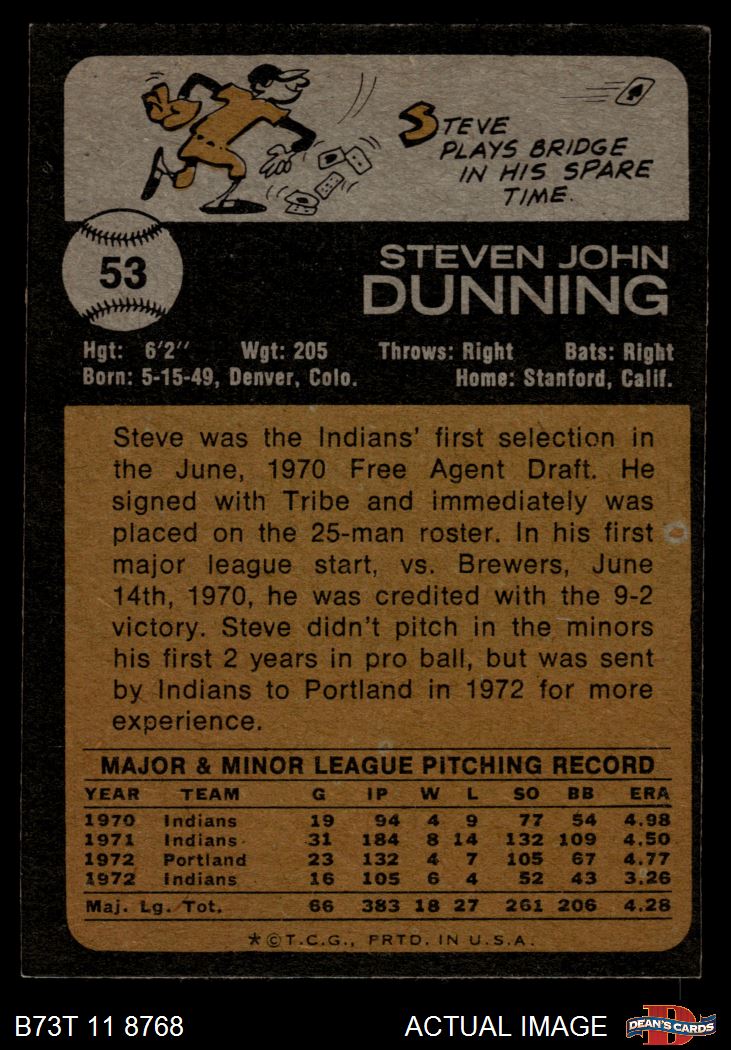 STEVE
PLAYS BRIDGE
IN HIS SPARE
TIME.
53
STEVEN JOHN
DUNNING
Hgt: 6'2" Wgt: 205 Throws: Right Bats: Right
Born: 5-15-49, Denver, Colo. Home: Stanford, Calif.
Steve was the Indians' first selection in
the June, 1970 Free Agent Draft. He
signed with Tribe and immediately was
placed on the 25-man roster. In his first
major league start, vs. Brewers, June
14th, 1970, he was credited with the 9-2
victory. Steve didn't pitch in the minors
his first 2 years in pro ball, but was sent
by Indians to Portland in 1972 for more
experience.
MAJOR & MINOR LEAGUE PITCHING RECORD
YEAR TEAM G IP W L SO BB ERA
1970 Indians 19 94 4 9 77 54 4.98
1971 Indians 31 184 8 14 132 109 4.50
1972 Portland 23 132 4 7 105 67 4.77
1972 Indians 16 105 6 4 52 43 3.26
Maj. Lg. Tot. 66 383 18 27 261 206 4.28
*©T.C.G., PRTD. IN U.S.A.
B73T 11 8768 ACTUAL IMAGE D DEAN'S CARDS